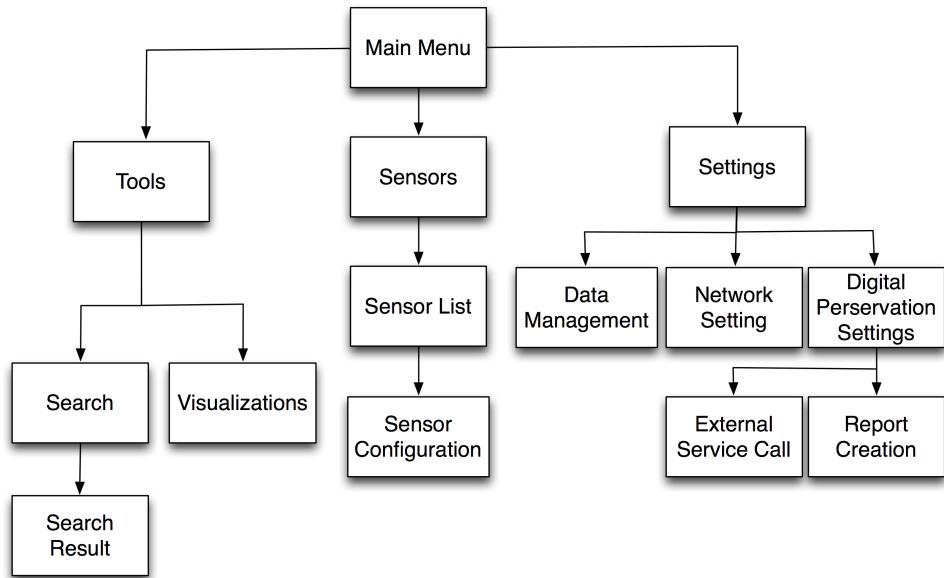 Main Menu
Tools
Sensors
Settings
Sensor List
Data
Management
Network
Setting
Digital
Perservation
Settings
Search
Visualizations
Sensor
Configuration
External
Service Call
Report
Creation
Search
Result